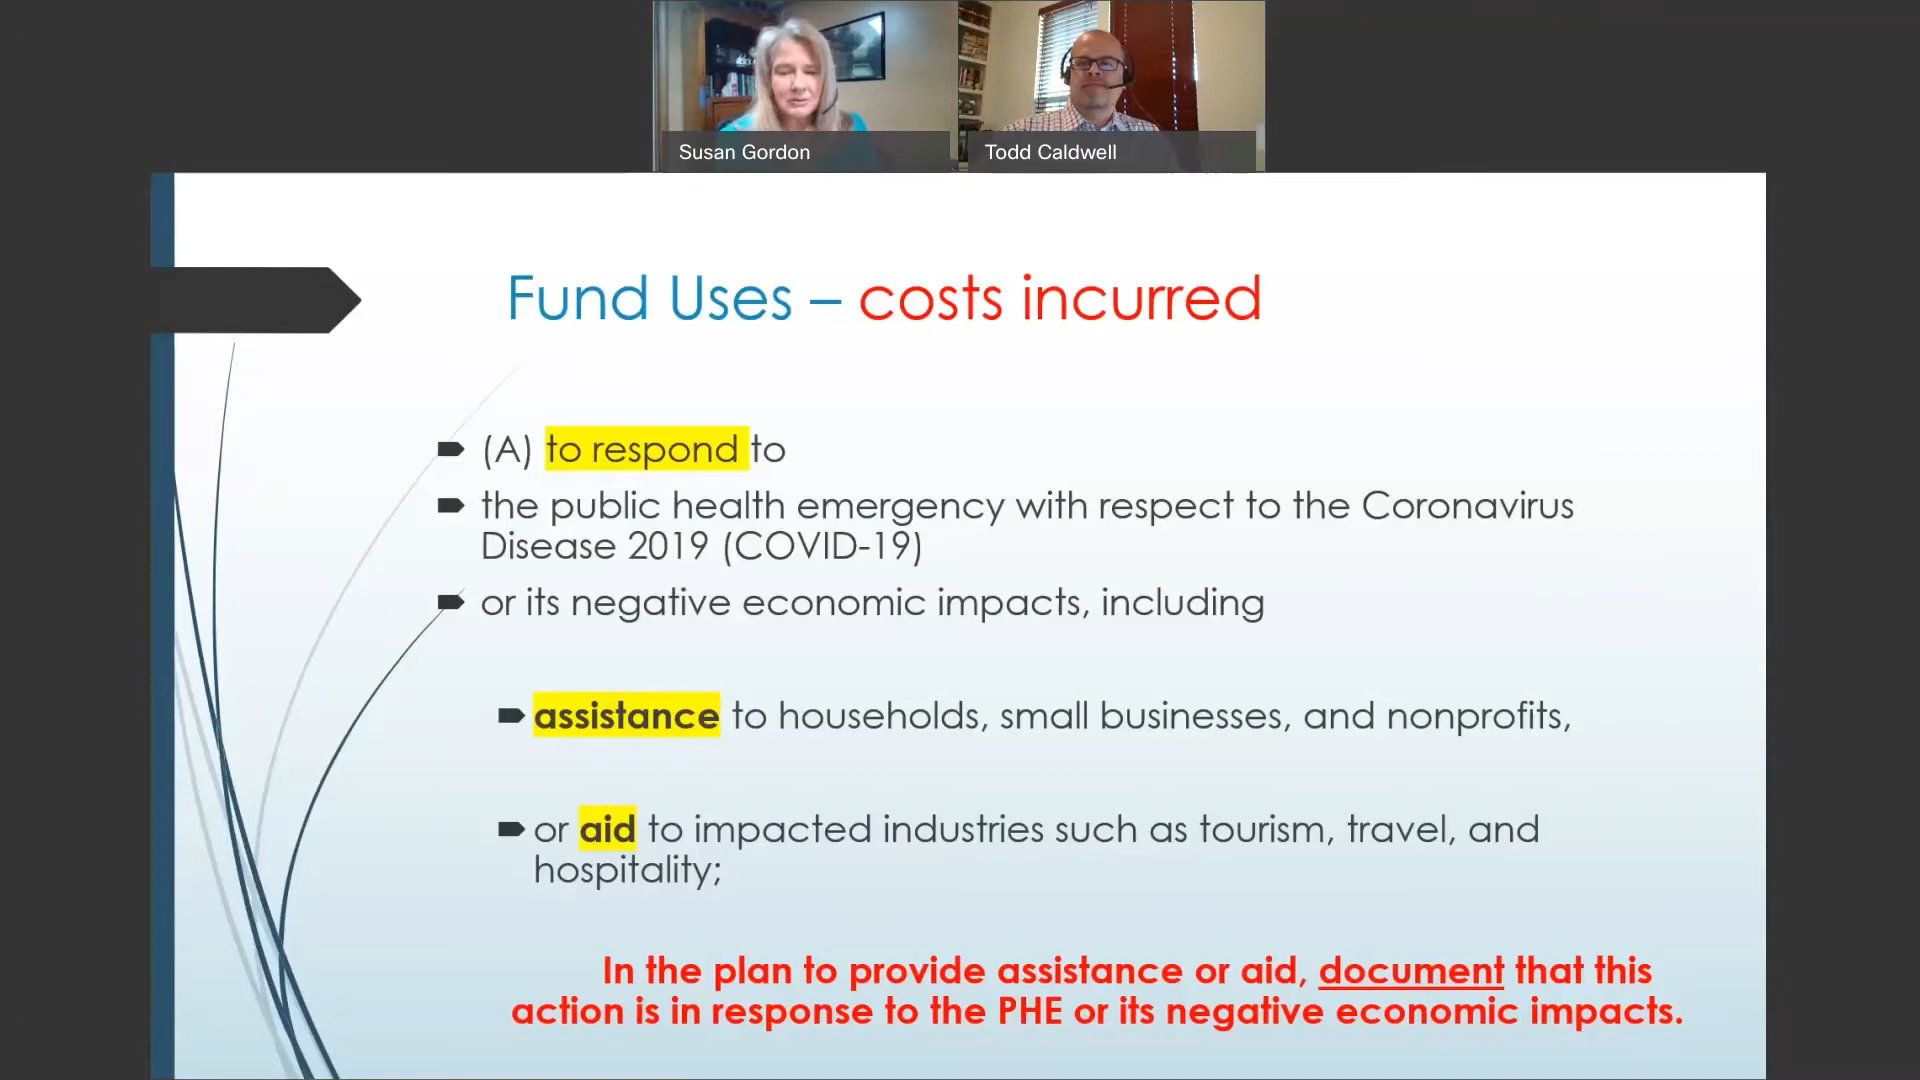 Susan Gordon
Todd Caldwell
Fund Uses – costs incurred
(A) to respond to
the public health emergency with respect to the Coronavirus
Disease 2019 (COVID-19)
or its negative economic impacts, including
assistance to households, small businesses, and nonprofits,
or aid to impacted industries such as tourism, travel, and
hospitality;
In the plan to provide assistance or aid, document that this
action is in response to the PHE or its negative economic impacts.